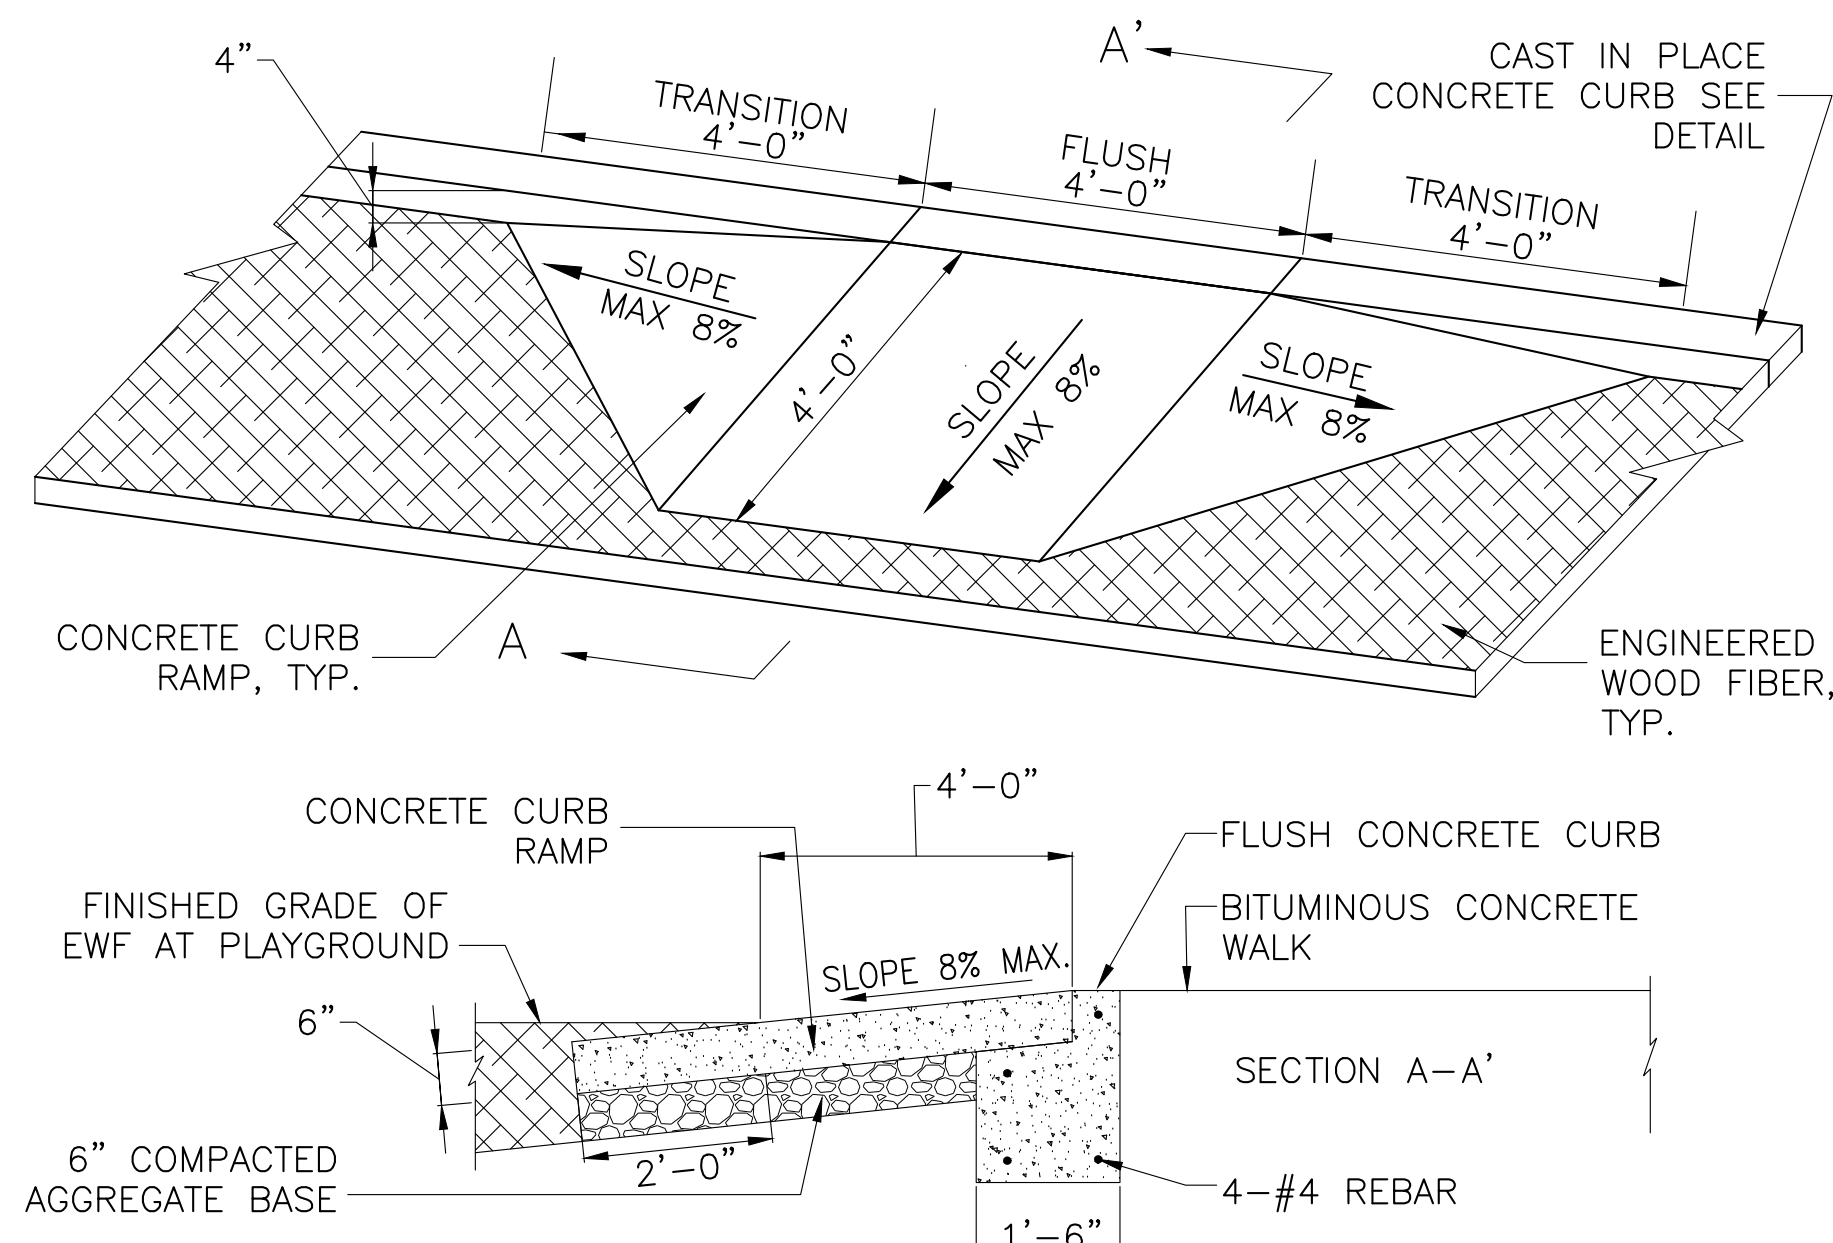 4”
TRANSITION
4'-0”
A'
FLUSH
4'-0”
CAST IN PLACE
CONCRETE CURB SEE
DETAIL
TRANSITION
4'-0”
SLOPE
MAX 8%
4'-0”
SLOPE
MAX 8%
SLOPE
MAX 8%
CONCRETE CURB
RAMP, TYP.
A
ENGINEERED
WOOD FIBER,
TYP.
4'-0”
CONCRETE CURB
RAMP
FLUSH CONCRETE CURB
FINISHED GRADE OF
EWF AT PLAYGROUND
BITUMINOUS CONCRETE
WALK
SLOPE 8% MAX.
6”
SECTION A-A'
6” COMPACTED
AGGREGATE BASE
2'-0”
4-#4 REBAR
1'-6”